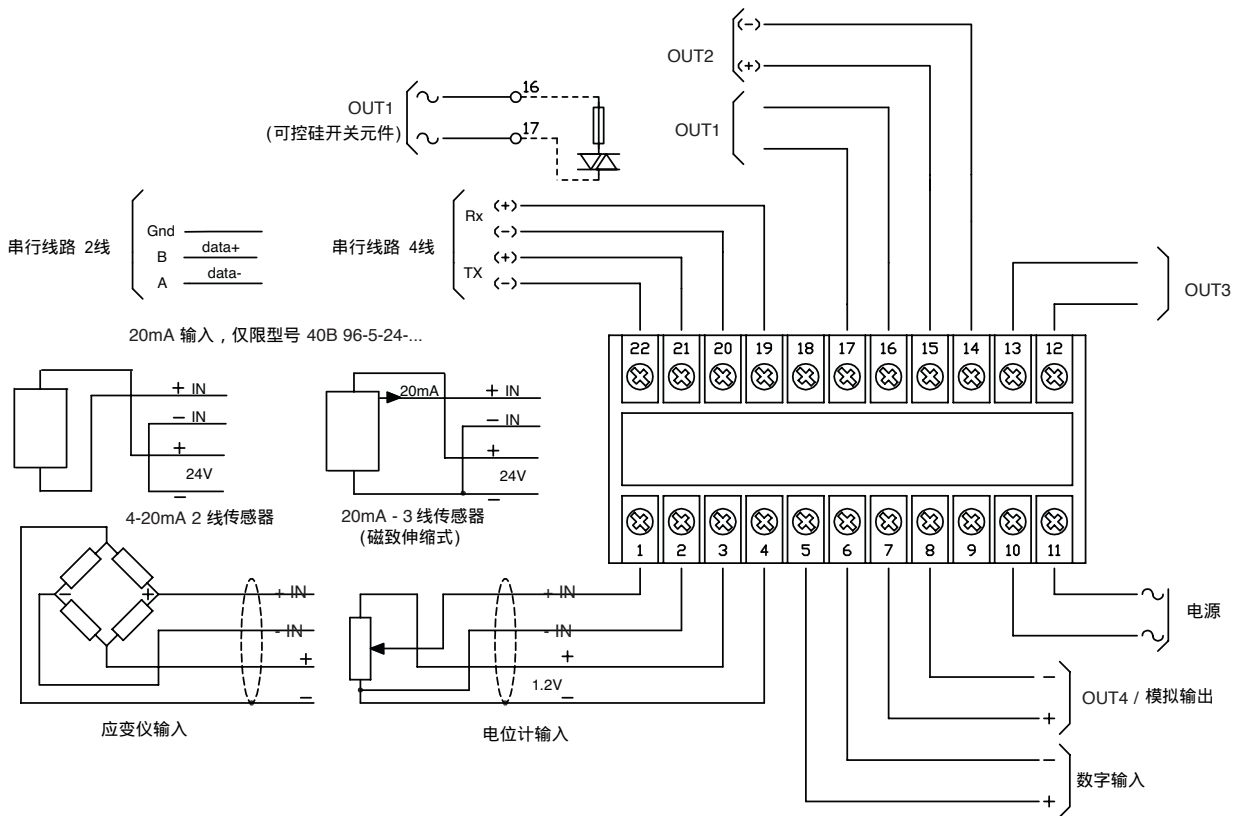 OUT2
(-)
(+)
OUT1
OUT1
(可控硅开关元件)
16
17
串行线路 2线
Gnd
B data+
A data-
串行线路 4线
Rx (+)
(-)
TX (+)
(-)
OUT3
20mA 输入，仅限型号 40B 96-5-24-...
22 21 20 19 18 17 16 15 14 13 12
+ IN
- IN
+
24V
-
4-20mA 2 线传感器
20mA
+ IN
- IN
+
24V
-
20mA - 3 线传感器
(磁致伸缩式)
1 2 3 4 5 6 7 8 9 10 11
- +
+ IN
- IN
+
-
应变仪输入
+ IN
- IN
+
1.2V
-
电位计输入
电源
-
OUT4 / 模拟输出
+
-
数字输入
+